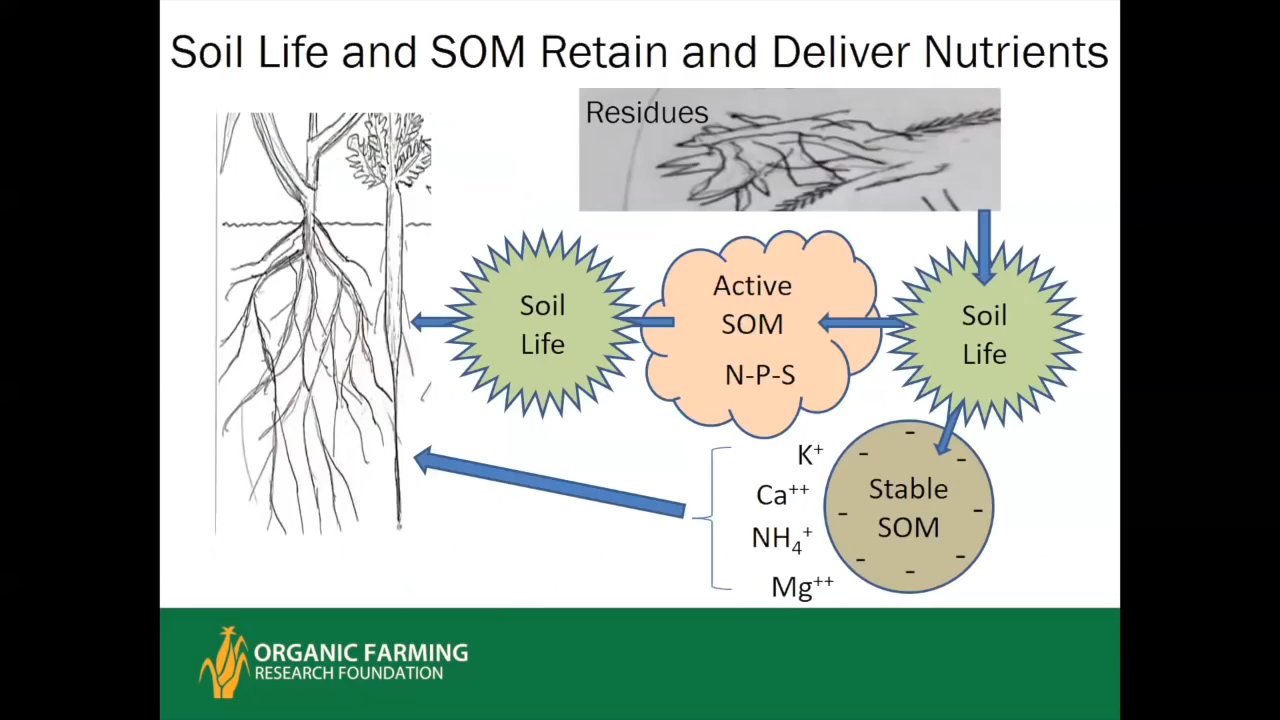 Soil Life and SOM Retain and Deliver Nutrients
Residues
Soil
Life
Active
SOM
N-P-S
Soil
Life
K⁺
Ca⁺⁺
NH₄⁺
Mg⁺⁺
Stable
SOM
ORGANIC FARMING
RESEARCH FOUNDATION